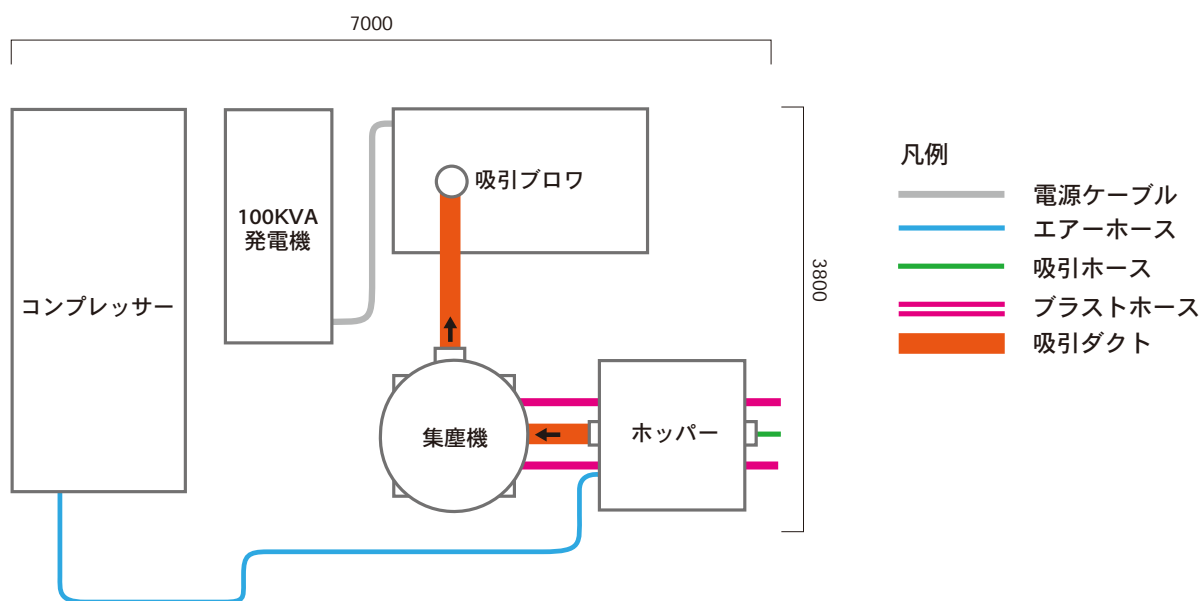 7000
吸引ブロワ
100KVA
発電機
コンプレッサー
3800
集塵機
ホッパー
凡例
電源ケーブル
エアーホース
吸引ホース
ブラストホース
吸引ダクト